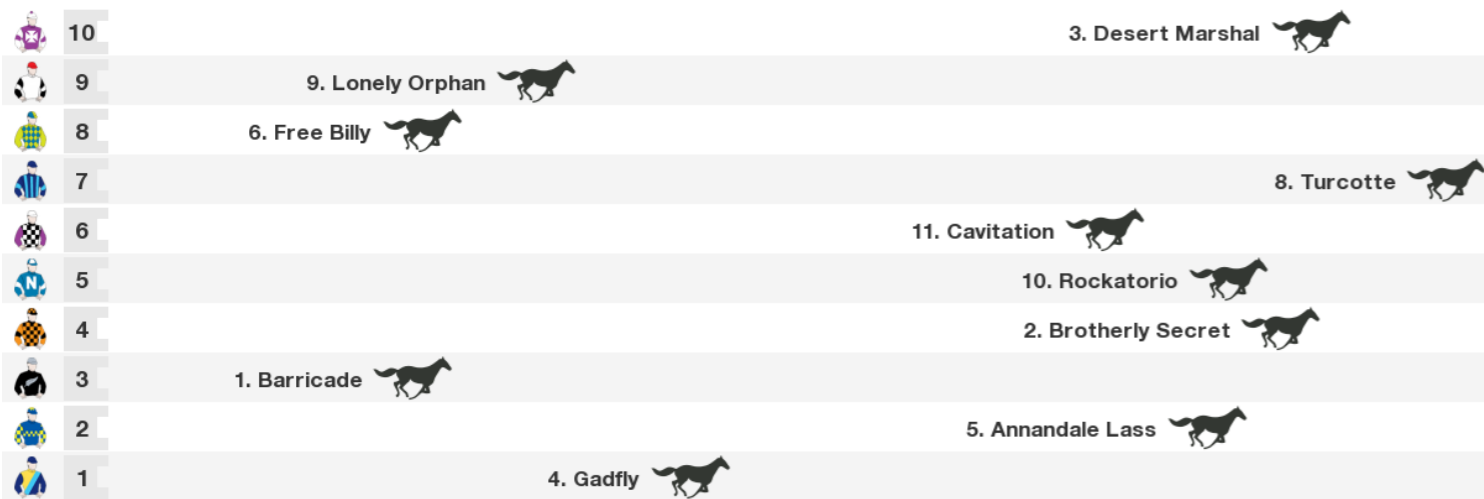 10 3. Desert Marshal
9 9. Lonely Orphan
8 6. Free Billy
7 8. Turcotte
6 11. Cavitation
N 5 10. Rockatorio
4 2. Brotherly Secret
3 1. Barricade
2 5. Annandale Lass
1 4. Gadfly